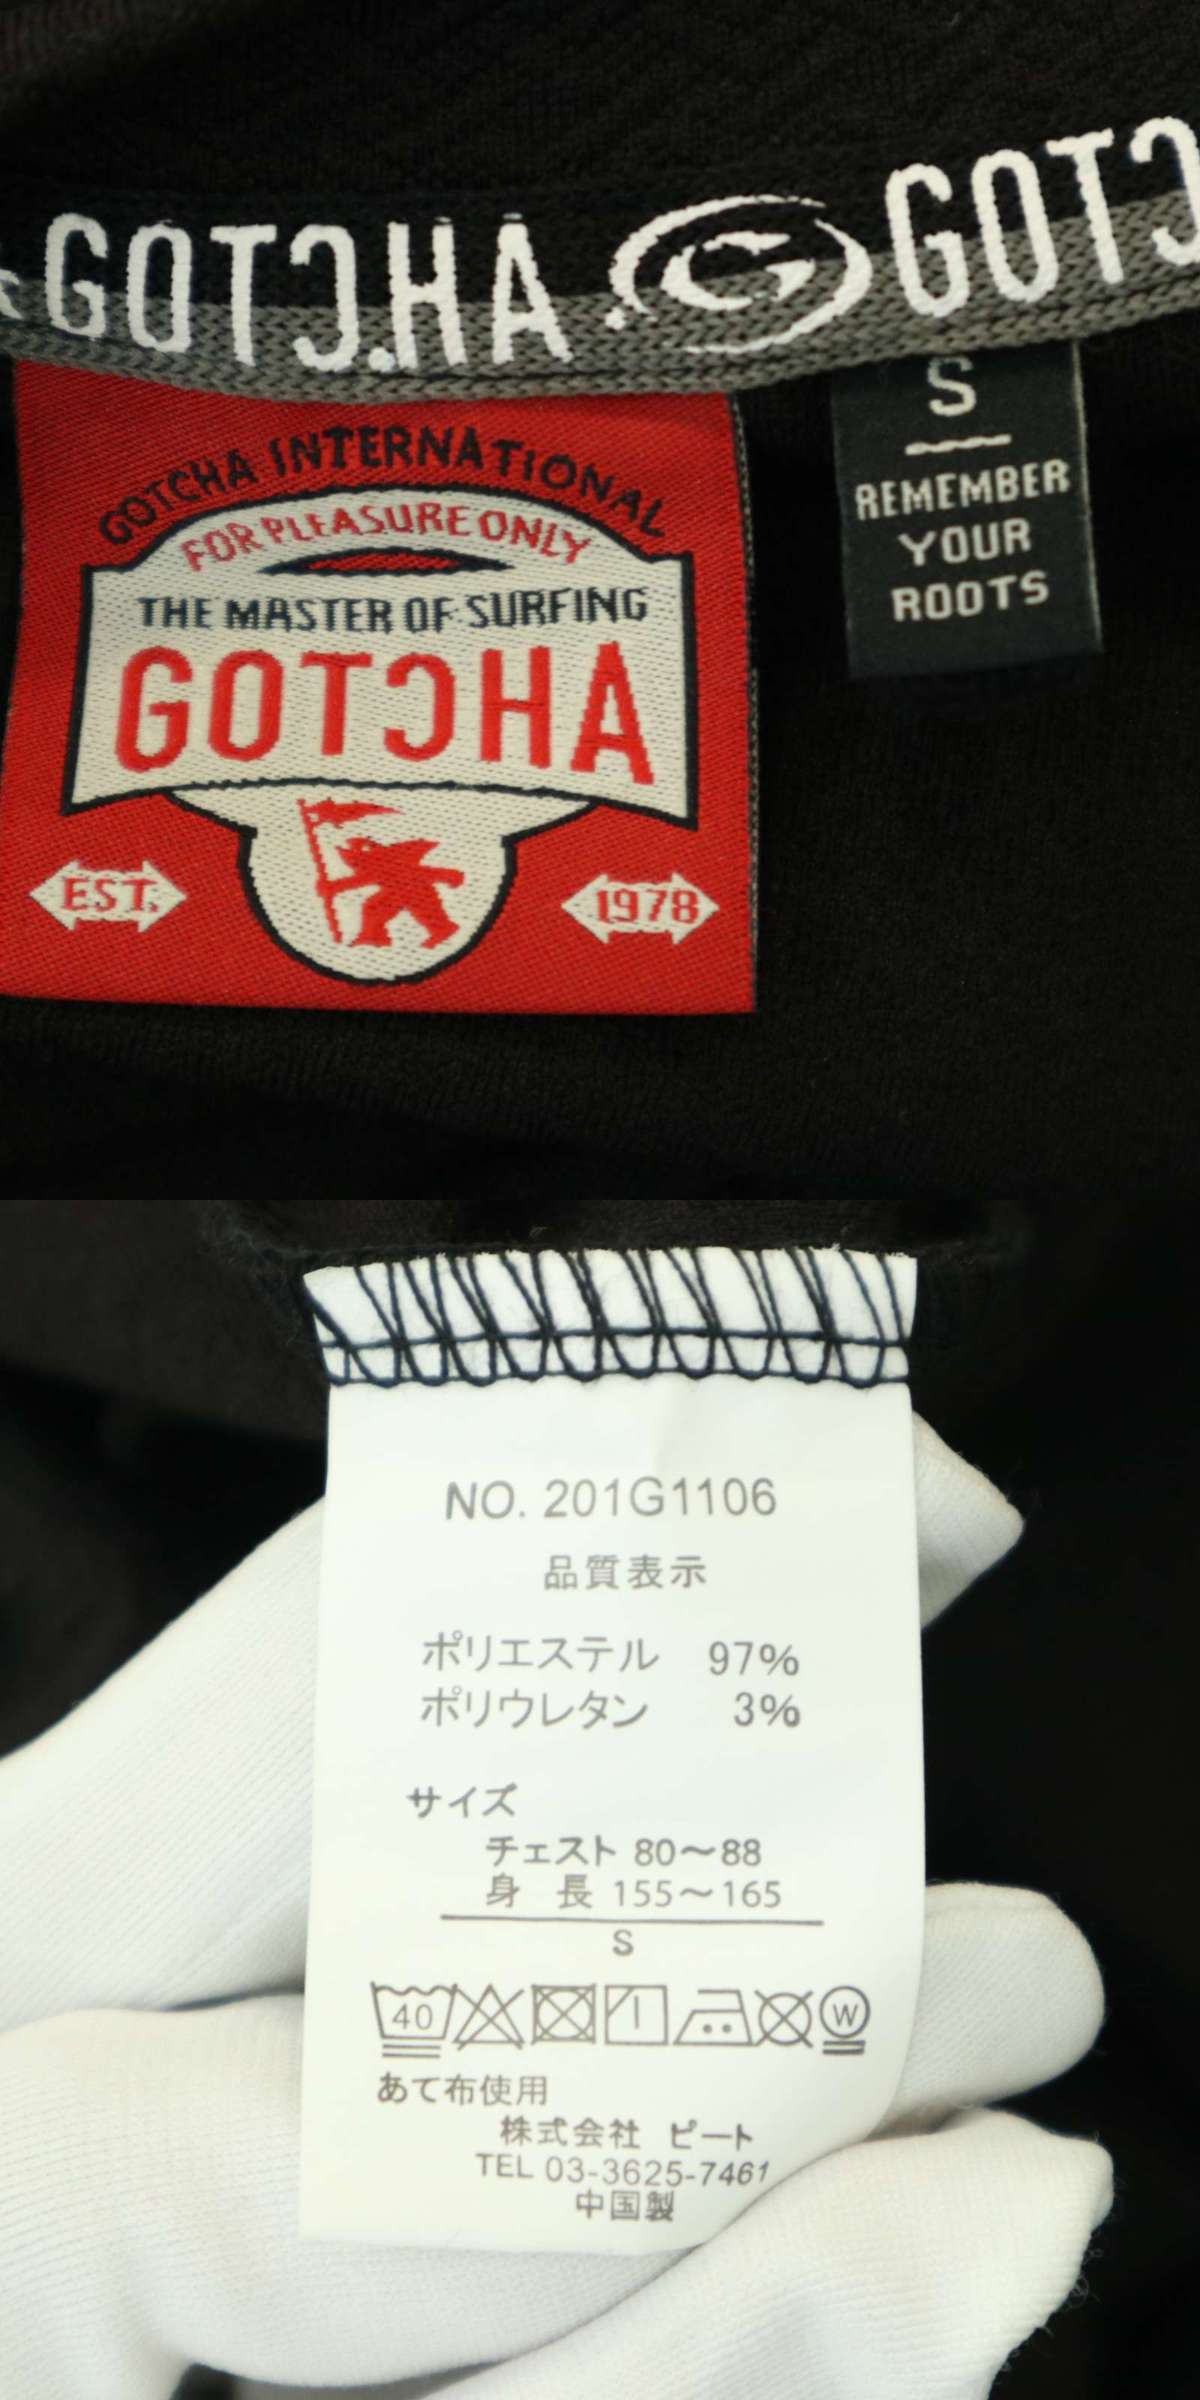 GOTCHA GOTC
S
REMEMBER
YOUR
ROOTS
GOTCHA INTERNATIONAL
FOR PLEASURE ONLY
THE MASTER OF SURFING
GOTCHA
EST. 1978
NO. 201G1106
品質表示
ポリエステル 97%
ポリウレタン 3%
サイズ
チェスト 80～88
身 長 155～165
S
40 W
あて布使用
株式会社 ピート
TEL 03-3625-7461
中国製